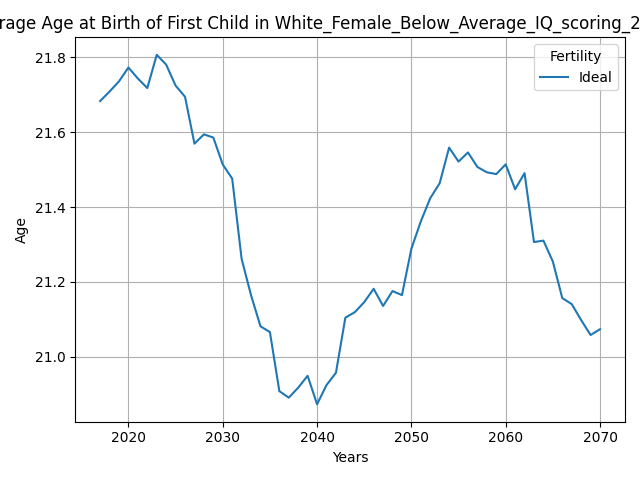 Age at Birth of First Child in White_Female_Below_Average_IQ_scoring_2
Fertility
Ideal
Age
21.8
21.6
21.4
21.2
21.0
2020 2030 2040 2050 2060 2070
Years